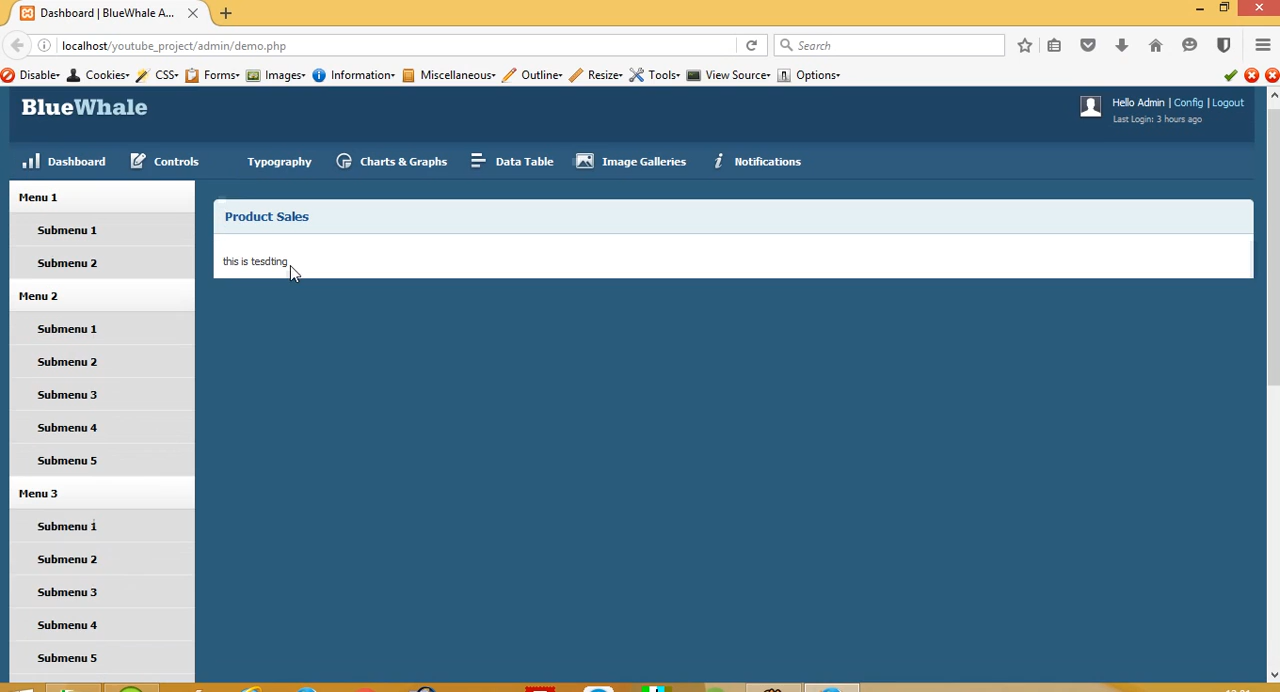 Dashboard | BlueWhale A...
localhost/youtube_project/admin/demo.php
Search
Disable Cookies CSS Forms Images Information Miscellaneous Outline Resize Tools View Source Options
BlueWhale
Hello Admin | Config | Logout
Last Login: 3 hours ago
Dashboard Controls Typography Charts & Graphs Data Table Image Galleries Notifications
Menu 1
Submenu 1
Submenu 2
Menu 2
Submenu 1
Submenu 2
Submenu 3
Submenu 4
Submenu 5
Menu 3
Submenu 1
Submenu 2
Submenu 3
Submenu 4
Submenu 5
Product Sales
this is tesdting